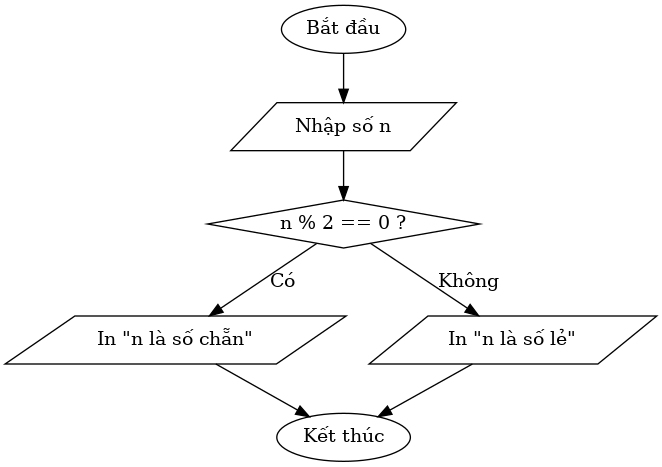 Bắt đầu
Nhập số n
n % 2 == 0 ?
Có
Không
In "n là số chẵn"
In "n là số lẻ"
Kết thúc